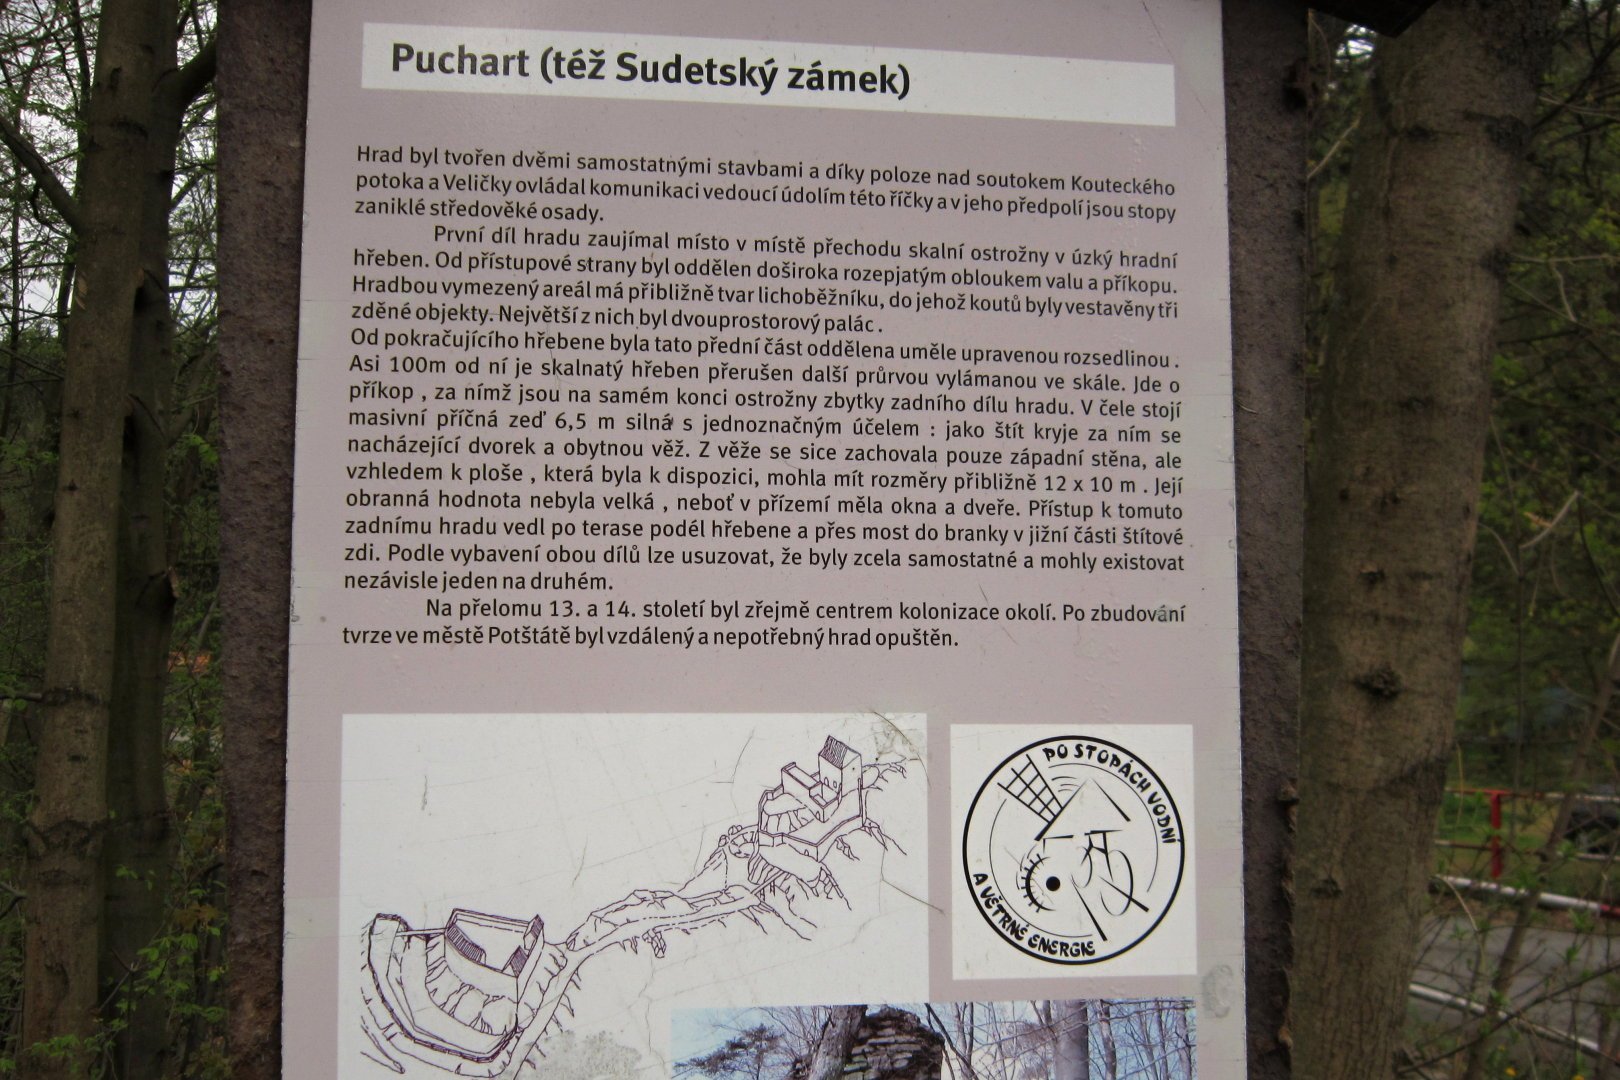 Puchart (též Sudetský zámek)
Hrad byl tvořen dvěmi samostatnými stavbami a díky poloze nad soutokem Kouteckého
potoka a Veličky ovládal komunikaci vedoucí údolím této říčky a v jeho předpolí jsou stopy
zaniklé středověké osady.
První díl hradu zaujímal místo v místě přechodu skalní ostrožny v úzký hradní
hřeben. Od přístupové strany byl oddělen doširoka rozepjatým obloukem valu a příkopu.
Hradbou vymezený areál má přibližně tvar lichoběžníku, do jehož koutů byly vestavěny tři
zděné objekty. Největší z nich byl dvouprostorový palác .
Od pokračujícího hřebene byla tato přední část oddělena uměle upravenou rozsedlinou .
Asi 100m od ní je skalnatý hřeben přerušen další průrvou vylámanou ve skále. Jde o
příkop , za nímž jsou na samém konci ostrožny zbytky zadního dílu hradu. V čele stojí
masivní příčná zeď 6,5 m silná s jednoznačným účelem : jako štít kryje za ním se
nacházející dvorek a obytnou věž. Z věže se sice zachovala pouze západní stěna, ale
vzhledem k ploše , která byla k dispozici, mohla mít rozměry přibližně 12 x 10 m . Její
obranná hodnota nebyla velká , neboť v přízemí měla okna a dveře. Přístup k tomuto
zadnímu hradu vedl po terase podél hřebene a přes most do branky v jižní části štítové
zdi. Podle vybavení obou dílů lze usuzovat, že byly zcela samostatné a mohly existovat
nezávisle jeden na druhém.
Na přelomu 13. a 14. století byl zřejmě centrem kolonizace okolí. Po zbudování
tvrze ve městě Potštátě byl vzdálený a nepotřebný hrad opuštěn.
PO STOPÁCH VODNÍ
A VĚTRNÉ ENERGIE